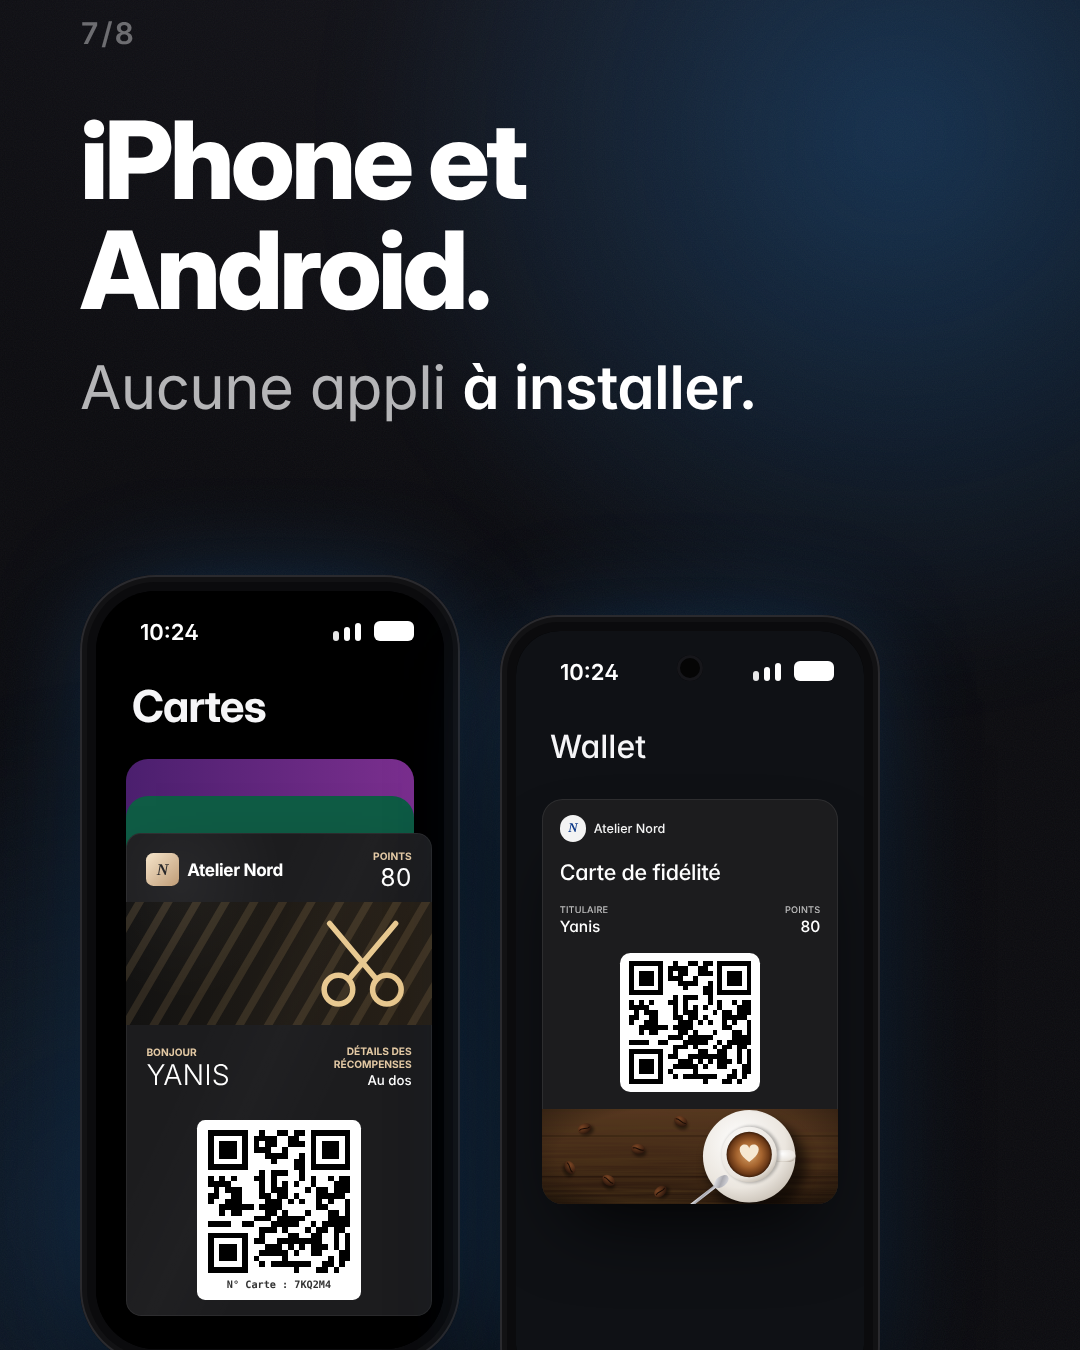 7/8
iPhone et
Android.
Aucune appli à installer.
10:24
Cartes
N Atelier Nord
POINTS
80
BONJOUR
YANIS
DÉTAILS DES
RÉCOMPENSES
Au dos
N° Carte : 7KQ2M4
10:24
Wallet
N Atelier Nord
Carte de fidélité
TITULAIRE
Yanis
POINTS
80